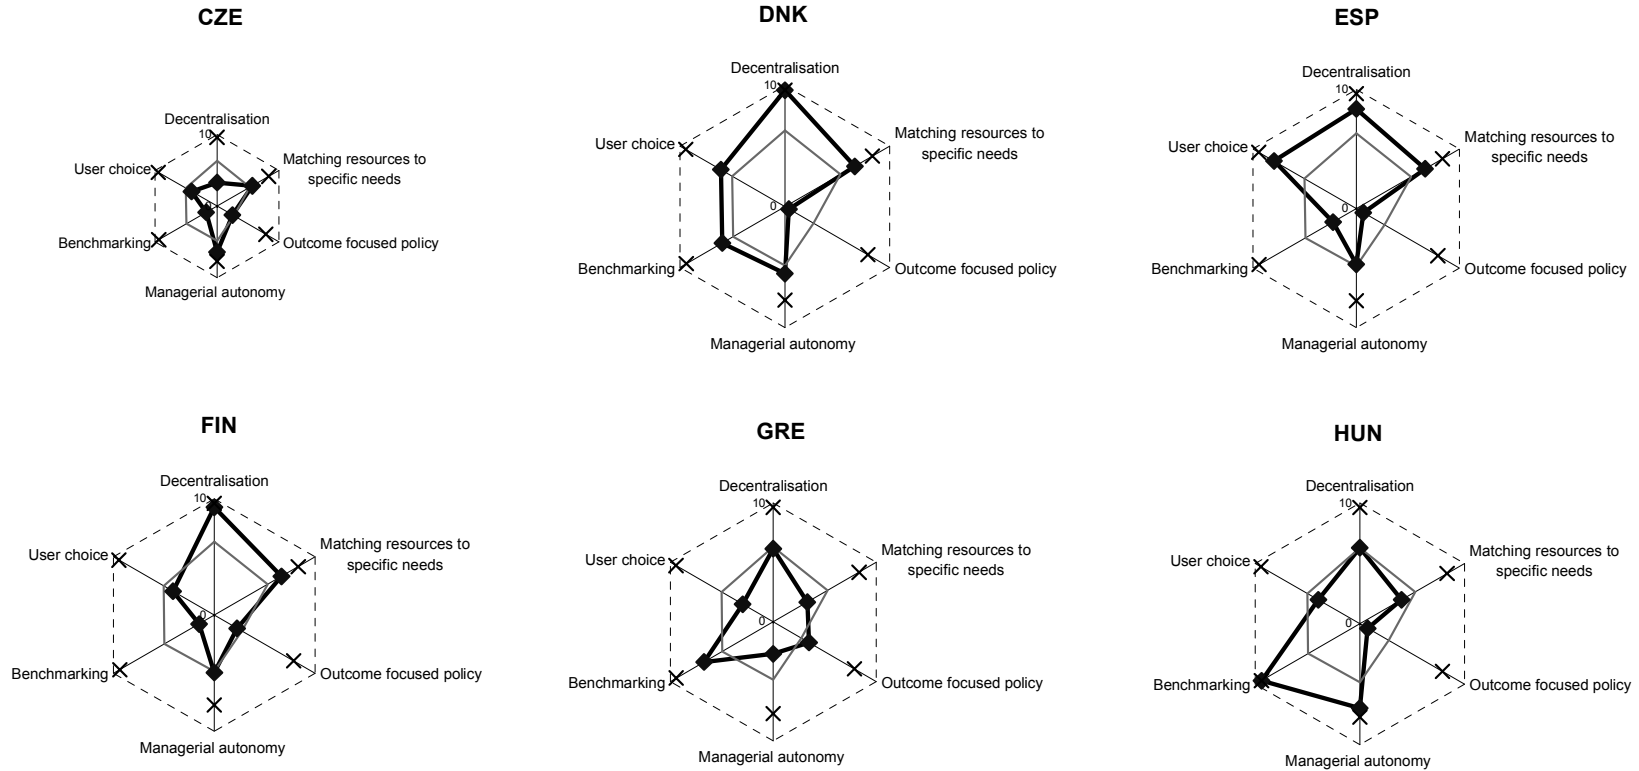 CZE
Decentralisation
10
User choice
Matching resources to
specific needs
0
Benchmarking
Outcome focused policy
Managerial autonomy
DNK
Decentralisation
10
User choice
Matching resources to
specific needs
0
Benchmarking
Outcome focused policy
Managerial autonomy
ESP
Decentralisation
10
User choice
Matching resources to
specific needs
0
Benchmarking
Outcome focused policy
Managerial autonomy
FIN
Decentralisation
10
User choice
Matching resources to
specific needs
0
Benchmarking
Outcome focused policy
Managerial autonomy
GRE
Decentralisation
10
User choice
Matching resources to
specific needs
0
Benchmarking
Outcome focused policy
Managerial autonomy
HUN
Decentralisation
10
User choice
Matching resources to
specific needs
0
Benchmarking
Outcome focused policy
Managerial autonomy